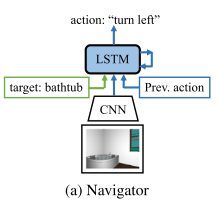 action: “turn left”
LSTM
target: bathtub
Prev. action
CNN
(a) Navigator